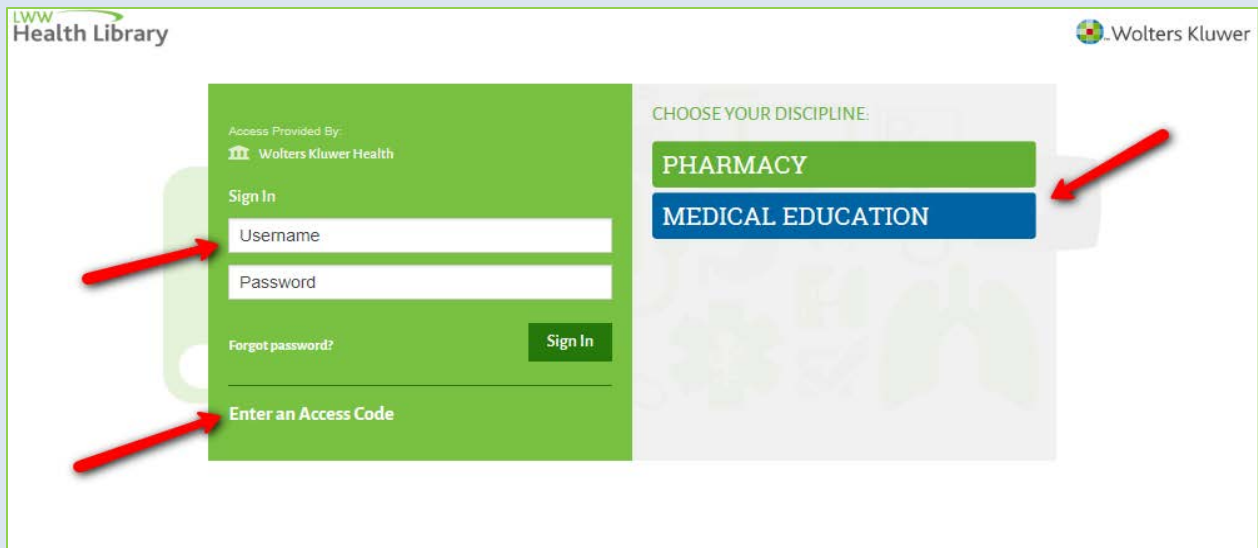 LWW
Health Library
Wolters Kluwer
Access Provided By:
Wolters Kluwer Health
Sign In
Username
Password
Forgot password?
Sign In
Enter an Access Code
CHOOSE YOUR DISCIPLINE:
PHARMACY
MEDICAL EDUCATION